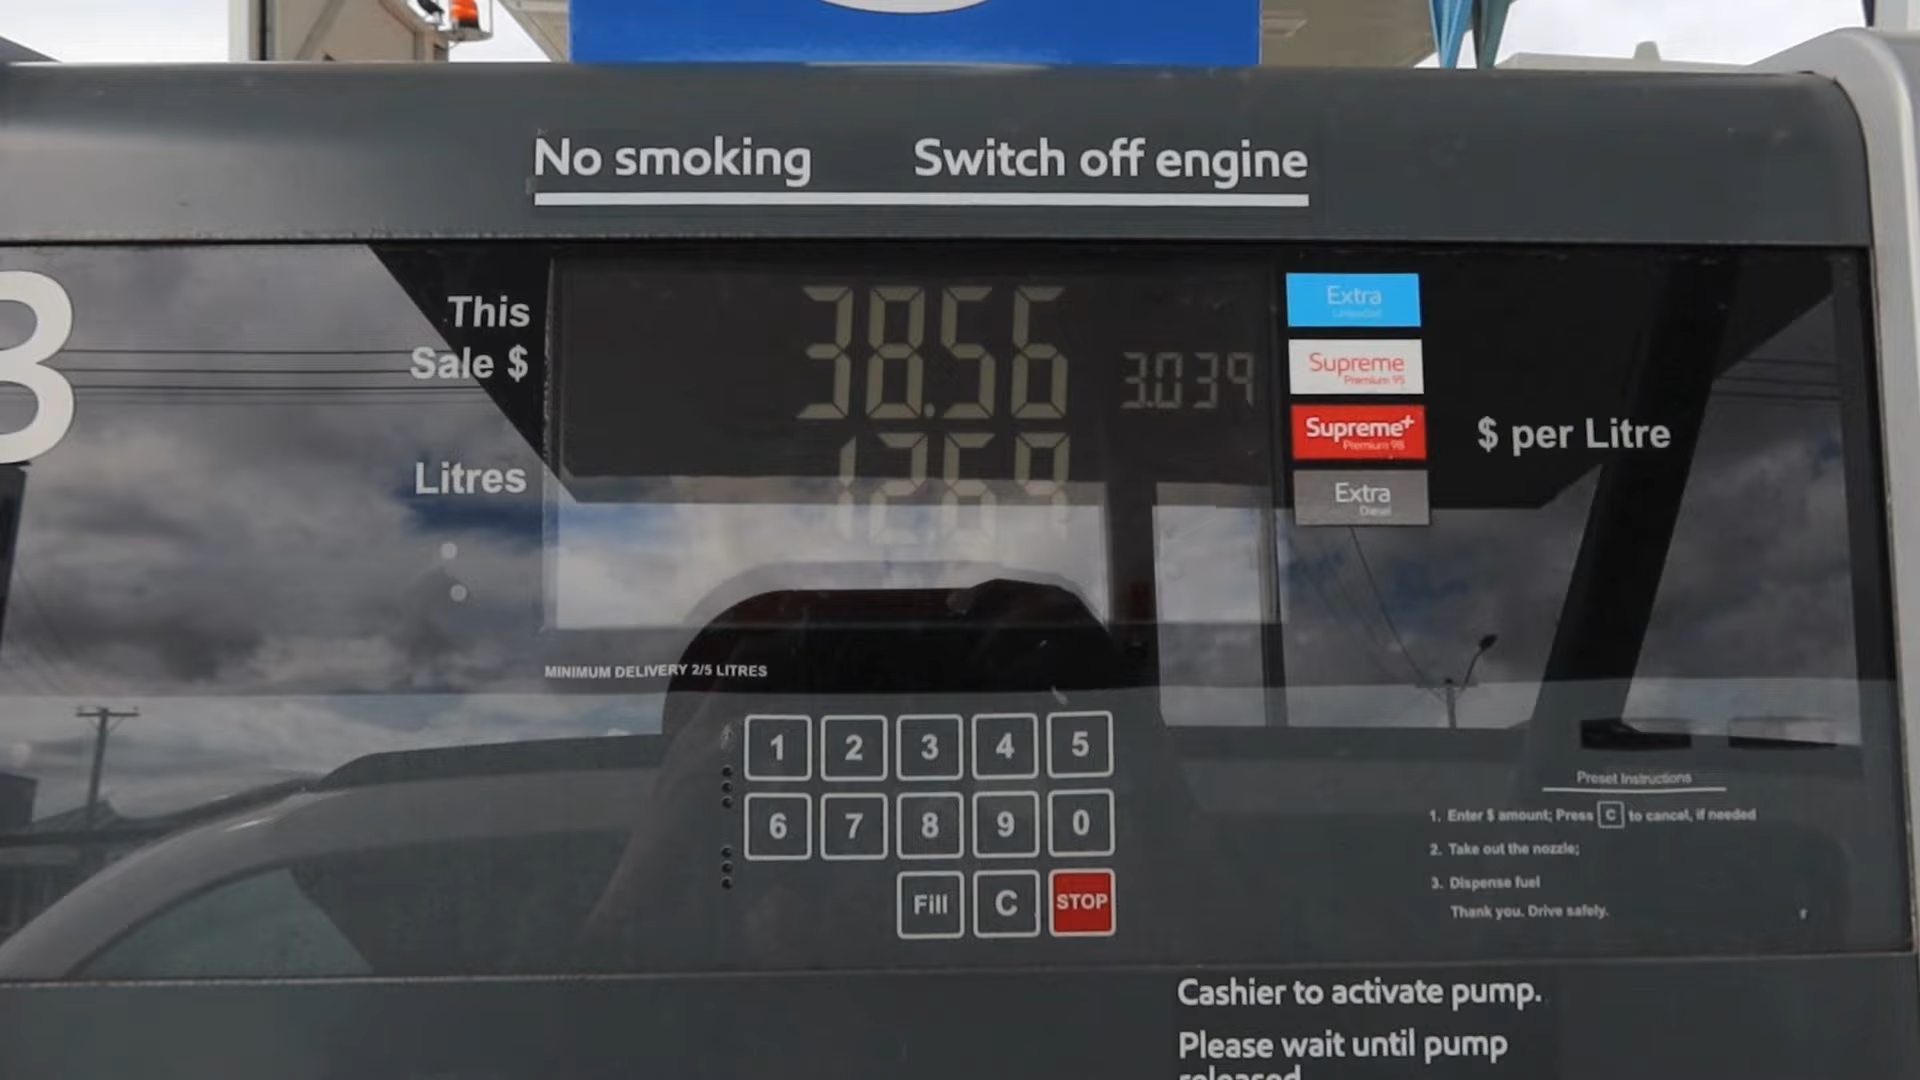 No smoking Switch off engine
3
This
Sale $
38.56
3.039
Litres
12.69
Extra
Unleaded
Supreme
Premium 95
Supreme+
Premium 98
Extra
Diesel
$ per Litre
MINIMUM DELIVERY 2/5 LITRES
1 2 3 4 5
6 7 8 9 0
Fill C STOP
Preset Instructions
1. Enter $ amount; Press C to cancel, if needed
2. Take out the nozzle;
3. Dispense fuel
Thank you. Drive safely.
Cashier to activate pump.
Please wait until pump
released